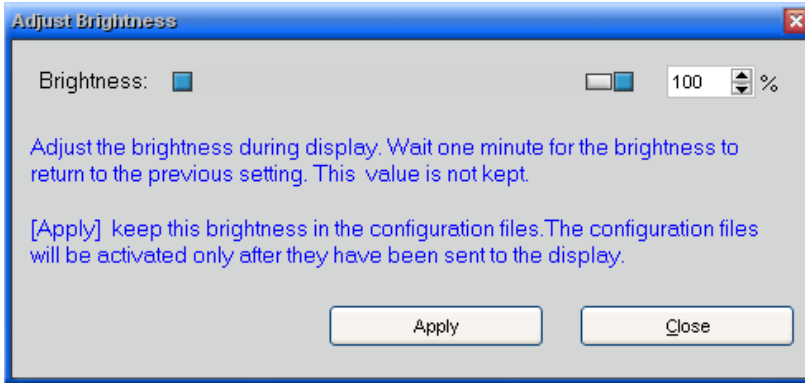 Adjust Brightness
Brightness: 100 %
Adjust the brightness during display. Wait one minute for the brightness to
return to the previous setting. This value is not kept.
[Apply] keep this brightness in the configuration files.The configuration files
will be activated only after they have been sent to the display.
Apply Close